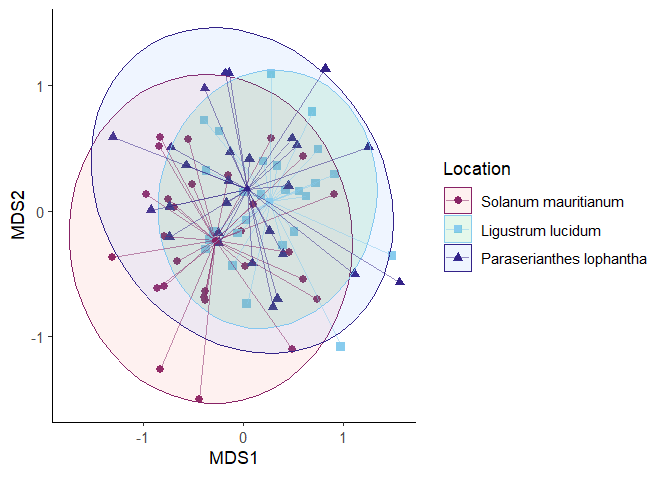 1
0
-1
MDS2
-1
0
1
MDS1
Location
Solanum mauritianum
Ligustrum lucidum
Paraserianthes lophantha